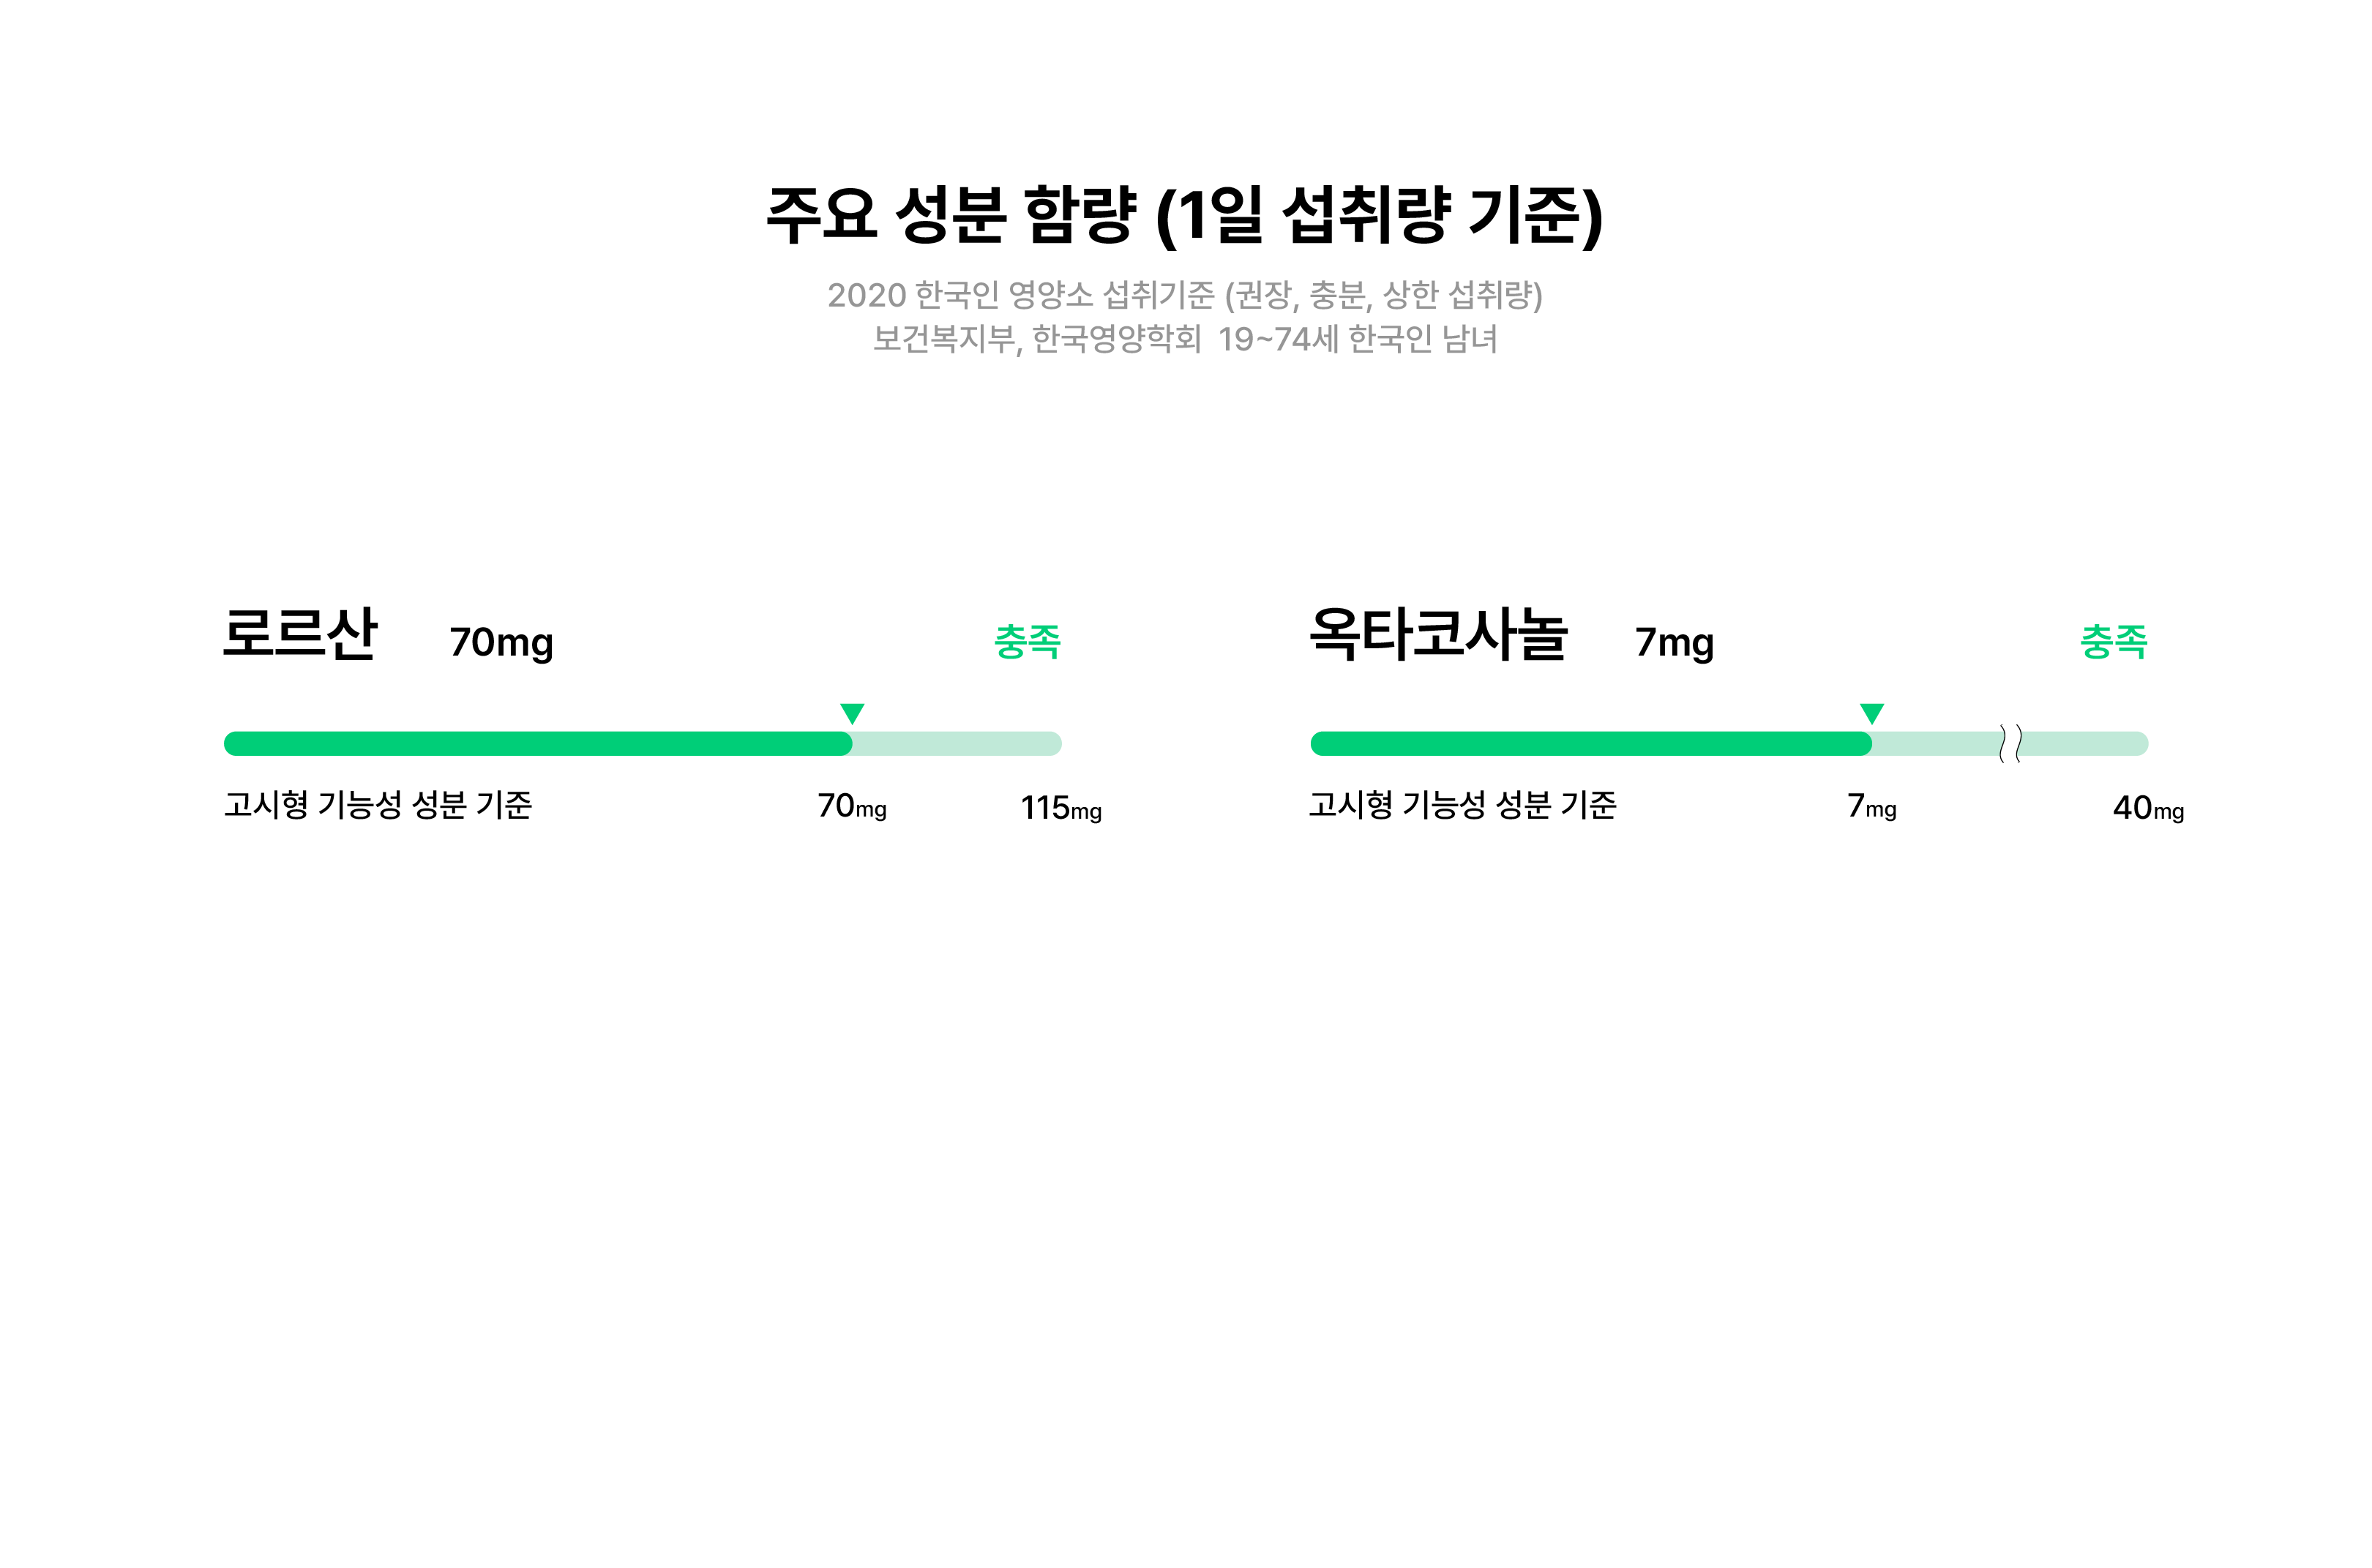 주요 성분 함량 (1일 섭취량 기준)
2020 한국인 영양소 섭취기준 (권장, 충분, 상한 섭취량)
보건복지부, 한국영양학회 19~74세 한국인 남녀
로르산 70mg 충족
고시형 기능성 성분 기준 70mg 115mg
옥타코사놀 7mg 충족
고시형 기능성 성분 기준 7mg 40mg